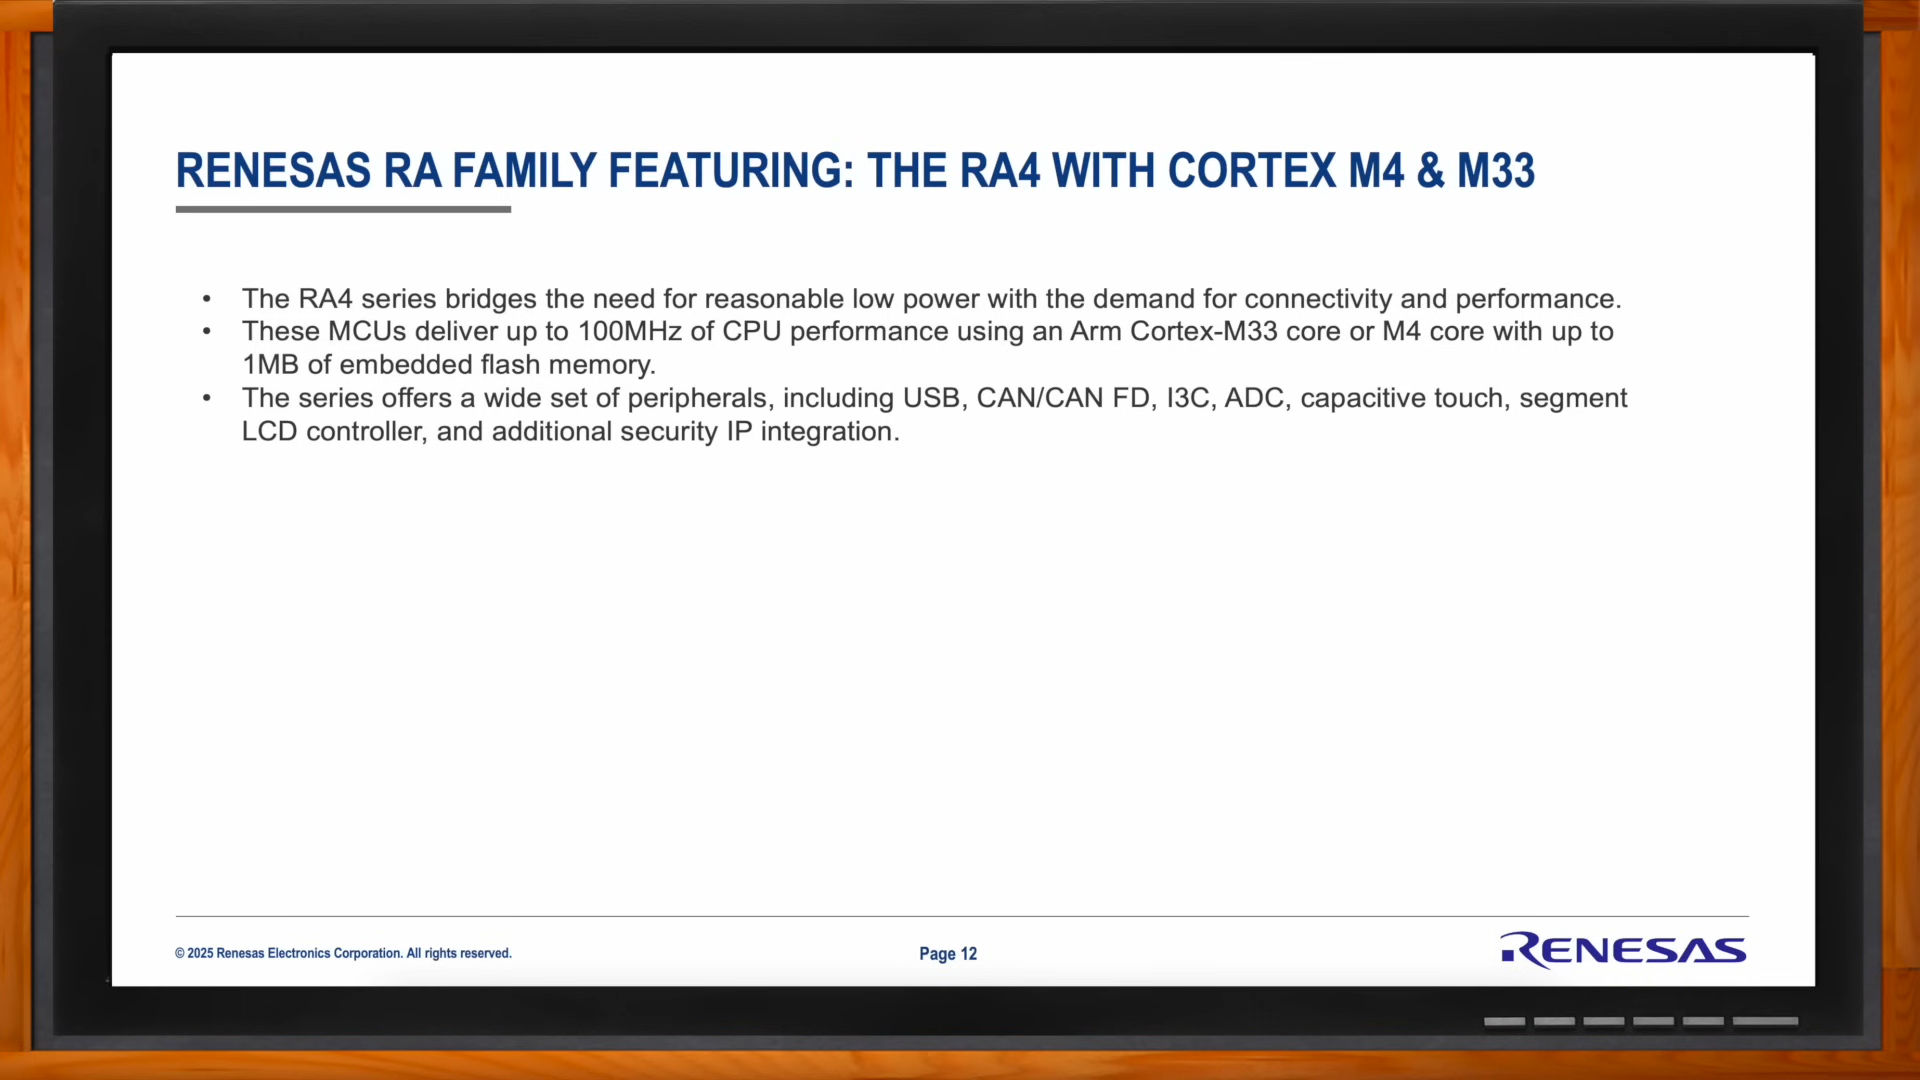 RENESAS RA FAMILY FEATURING: THE RA4 WITH CORTEX M4 & M33
• The RA4 series bridges the need for reasonable low power with the demand for connectivity and performance.
• These MCUs deliver up to 100MHz of CPU performance using an Arm Cortex-M33 core or M4 core with up to
1MB of embedded flash memory.
• The series offers a wide set of peripherals, including USB, CAN/CAN FD, I3C, ADC, capacitive touch, segment
LCD controller, and additional security IP integration.
© 2025 Renesas Electronics Corporation. All rights reserved.
Page 12
RENESAS